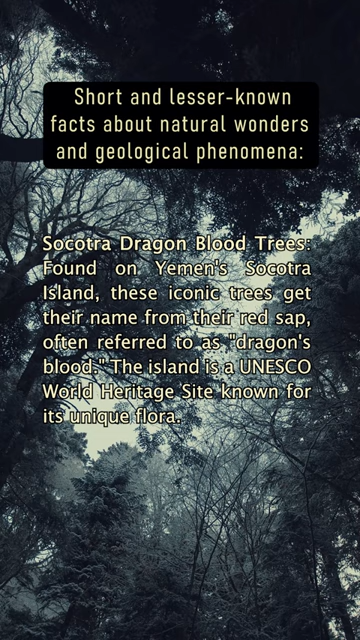 Short and lesser-known
facts about natural wonders
and geological phenomena:
Socotra Dragon Blood Trees:
Found on Yemen's Socotra
Island, these iconic trees get
their name from their red sap,
often referred to as "dragon's
blood." The island is a UNESCO
World Heritage Site known for
its unique flora.